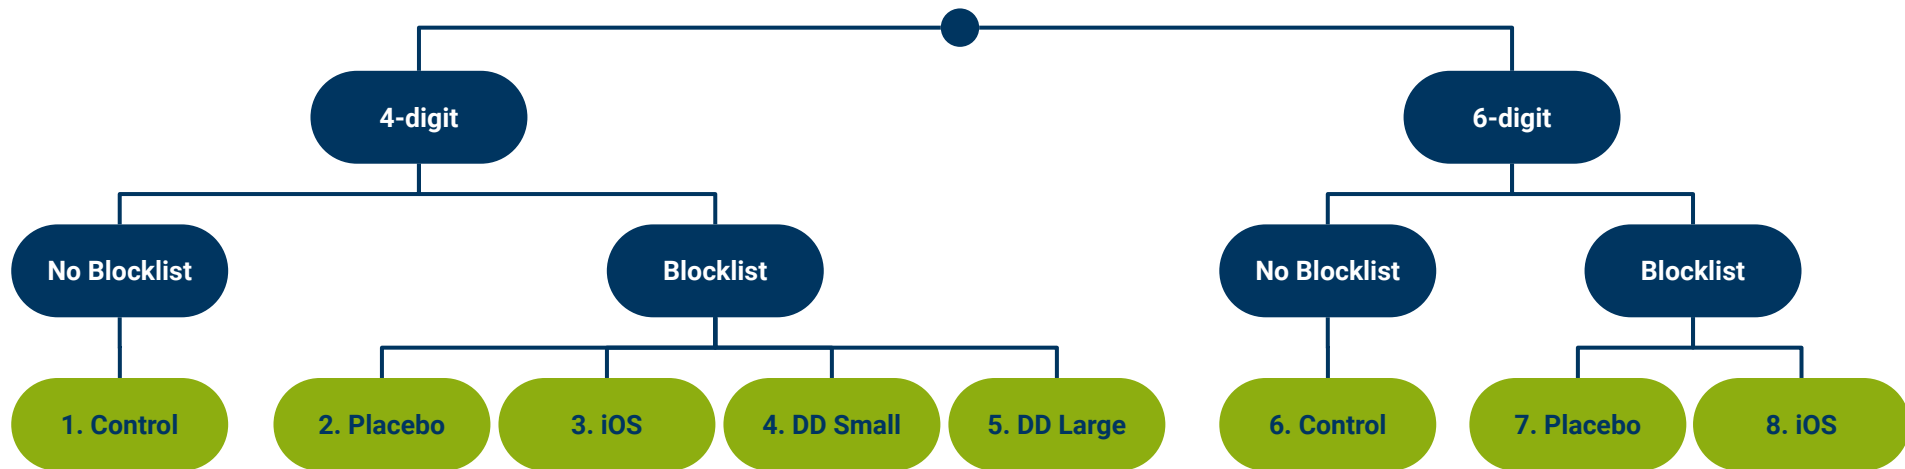 4-digit
6-digit
No Blocklist
Blocklist
No Blocklist
Blocklist
1. Control
2. Placebo
3. iOS
4. DD Small
5. DD Large
6. Control
7. Placebo
8. iOS